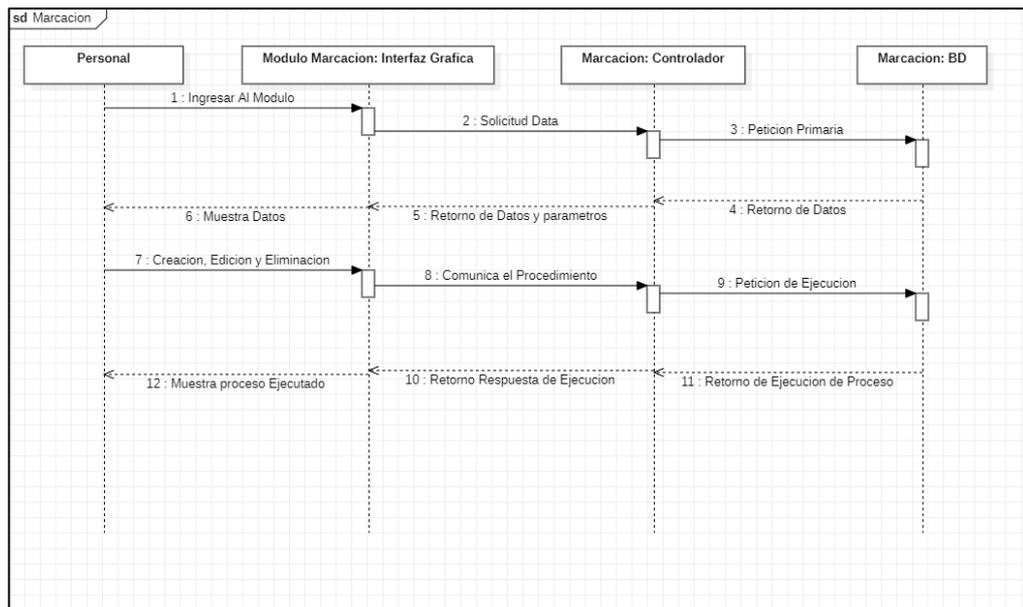 sd Marcacion
Personal
Modulo Marcacion: Interfaz Grafica
Marcacion: Controlador
Marcacion: BD
1 : Ingresar Al Modulo
2 : Solicitud Data
3 : Peticion Primaria
4 : Retorno de Datos
5 : Retorno de Datos y parametros
6 : Muestra Datos
7 : Creacion, Edicion y Eliminacion
8 : Comunica el Procedimiento
9 : Peticion de Ejecucion
10 : Retorno Respuesta de Ejecucion
11 : Retorno de Ejecucion de Proceso
12 : Muestra proceso Ejecutado